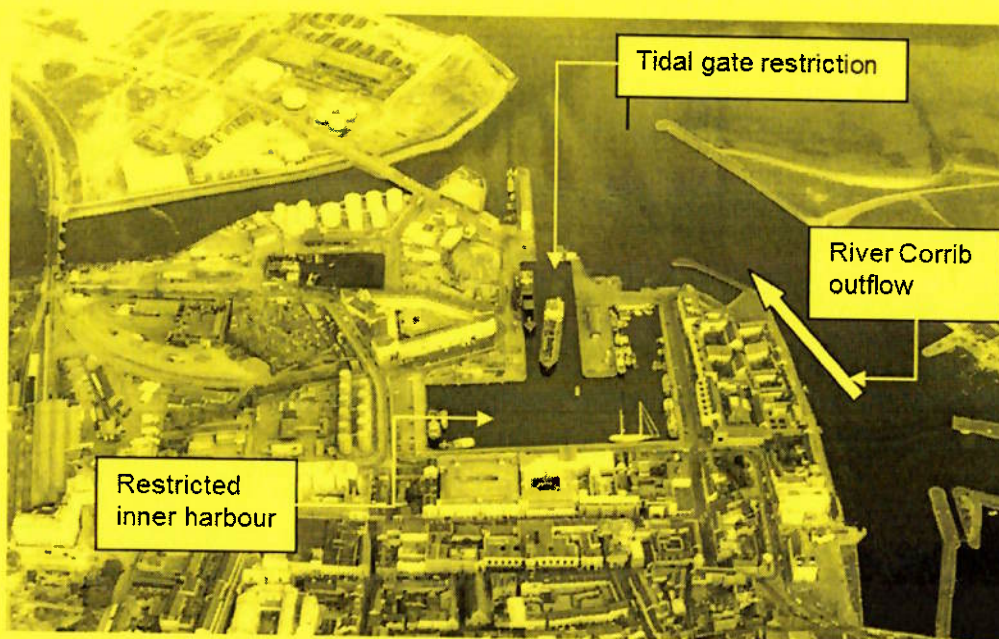 Tidal gate restriction
River Corrib
outflow
Restricted
inner harbour